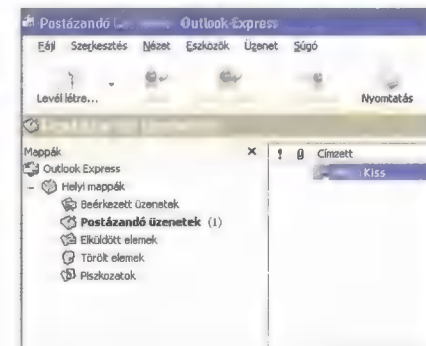 Postázandó Outlook Express
Fájl Szerkesztés Nézet Eszközök Üzenet Súgó
Levél létre... Nyomtatás
Mappák × ! Címzett
Outlook Express Kiss
Helyi mappák
Beérkezett üzenetek
Postázandó üzenetek (1)
Elküldött elemek
Törölt elemek
Piszkozatok